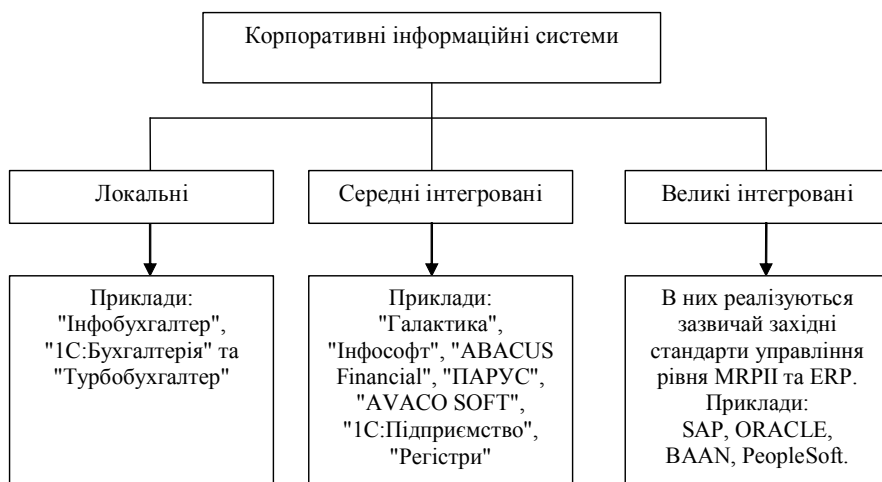 Корпоративні інформаційні системи
Локальні
Середні інтегровані
Великі інтегровані
Приклади:
"Інфобухгалтер",
"1С:Бухгалтерія" та
"Турбобухгалтер"
Приклади:
"Галактика",
"Інфософт", "ABACUS
Financial", "ПАРУС",
"AVACO SOFT",
"1С:Підприємство",
"Регістри"
В них реалізуються
зазвичай західні
стандарти управління
рівня MRPII та ERP.
Приклади:
SAP, ORACLE,
BAAN, PeopleSoft.